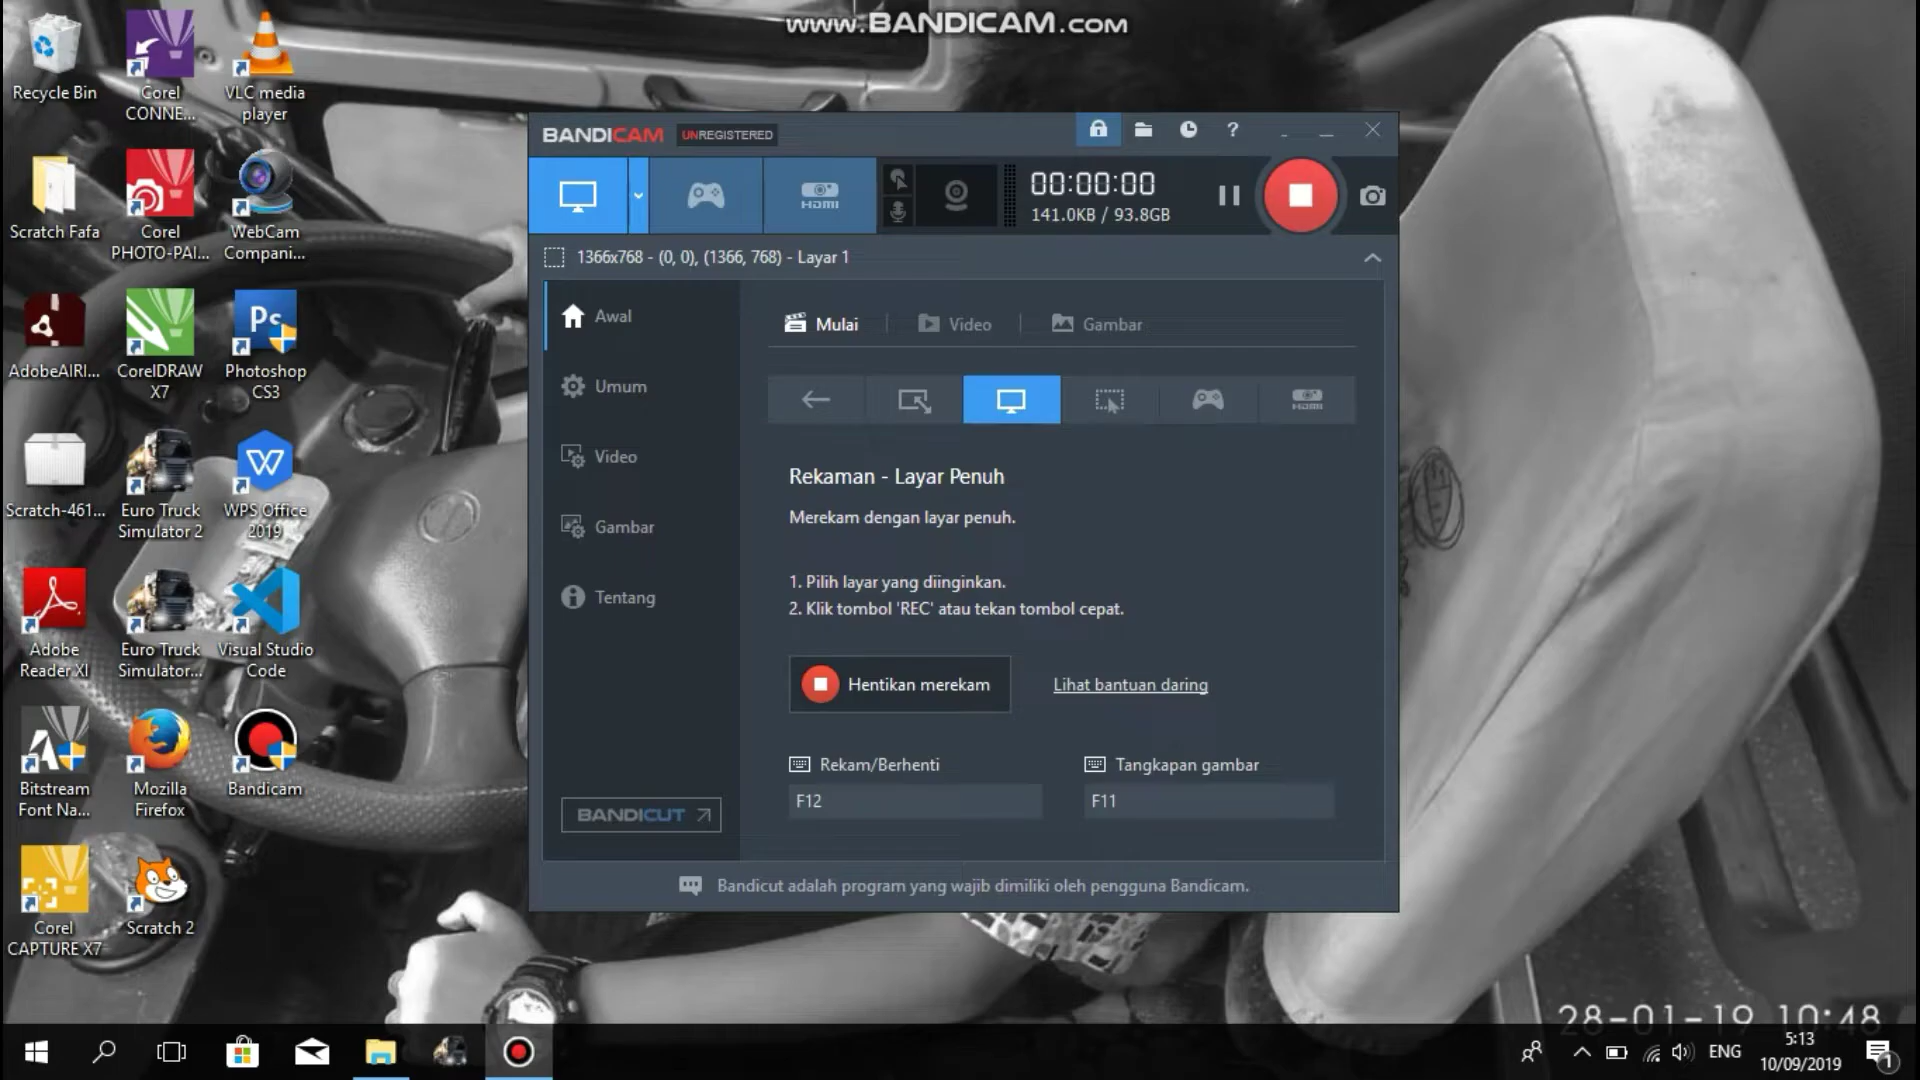 www.BANDICAM.com
Recycle Bin
Corel
CONNE...
VLC media
player
Scratch Fafa
Corel
PHOTO-PAI...
WebCam
Compani...
AdobeAIRI...
CorelDRAW
X7
Photoshop
CS3
Scratch-461...
Euro Truck
Simulator 2
WPS Office
2019
Adobe
Reader XI
Euro Truck
Simulator...
Visual Studio
Code
Bitstream
Font Na...
Mozilla
Firefox
Bandicam
Corel
CAPTURE X7
Scratch 2
BANDICAM UNREGISTERED
HDMI
00:00:00
141.0KB / 93.8GB
1366x768 - (0, 0), (1366, 768) - Layar 1
Awal
Umum
Video
Gambar
Tentang
BANDICUT
Mulai
Video
Gambar
HDMI
Rekaman - Layar Penuh
Merekam dengan layar penuh.
1. Pilih layar yang diinginkan.
2. Klik tombol 'REC' atau tekan tombol cepat.
Hentikan merekam
Lihat bantuan daring
Rekam/Berhenti
F12
Tangkapan gambar
F11
Bandicut adalah program yang wajib dimiliki oleh pengguna Bandicam.
28-01-19 10:48
ENG
5:13
10/09/2019
1